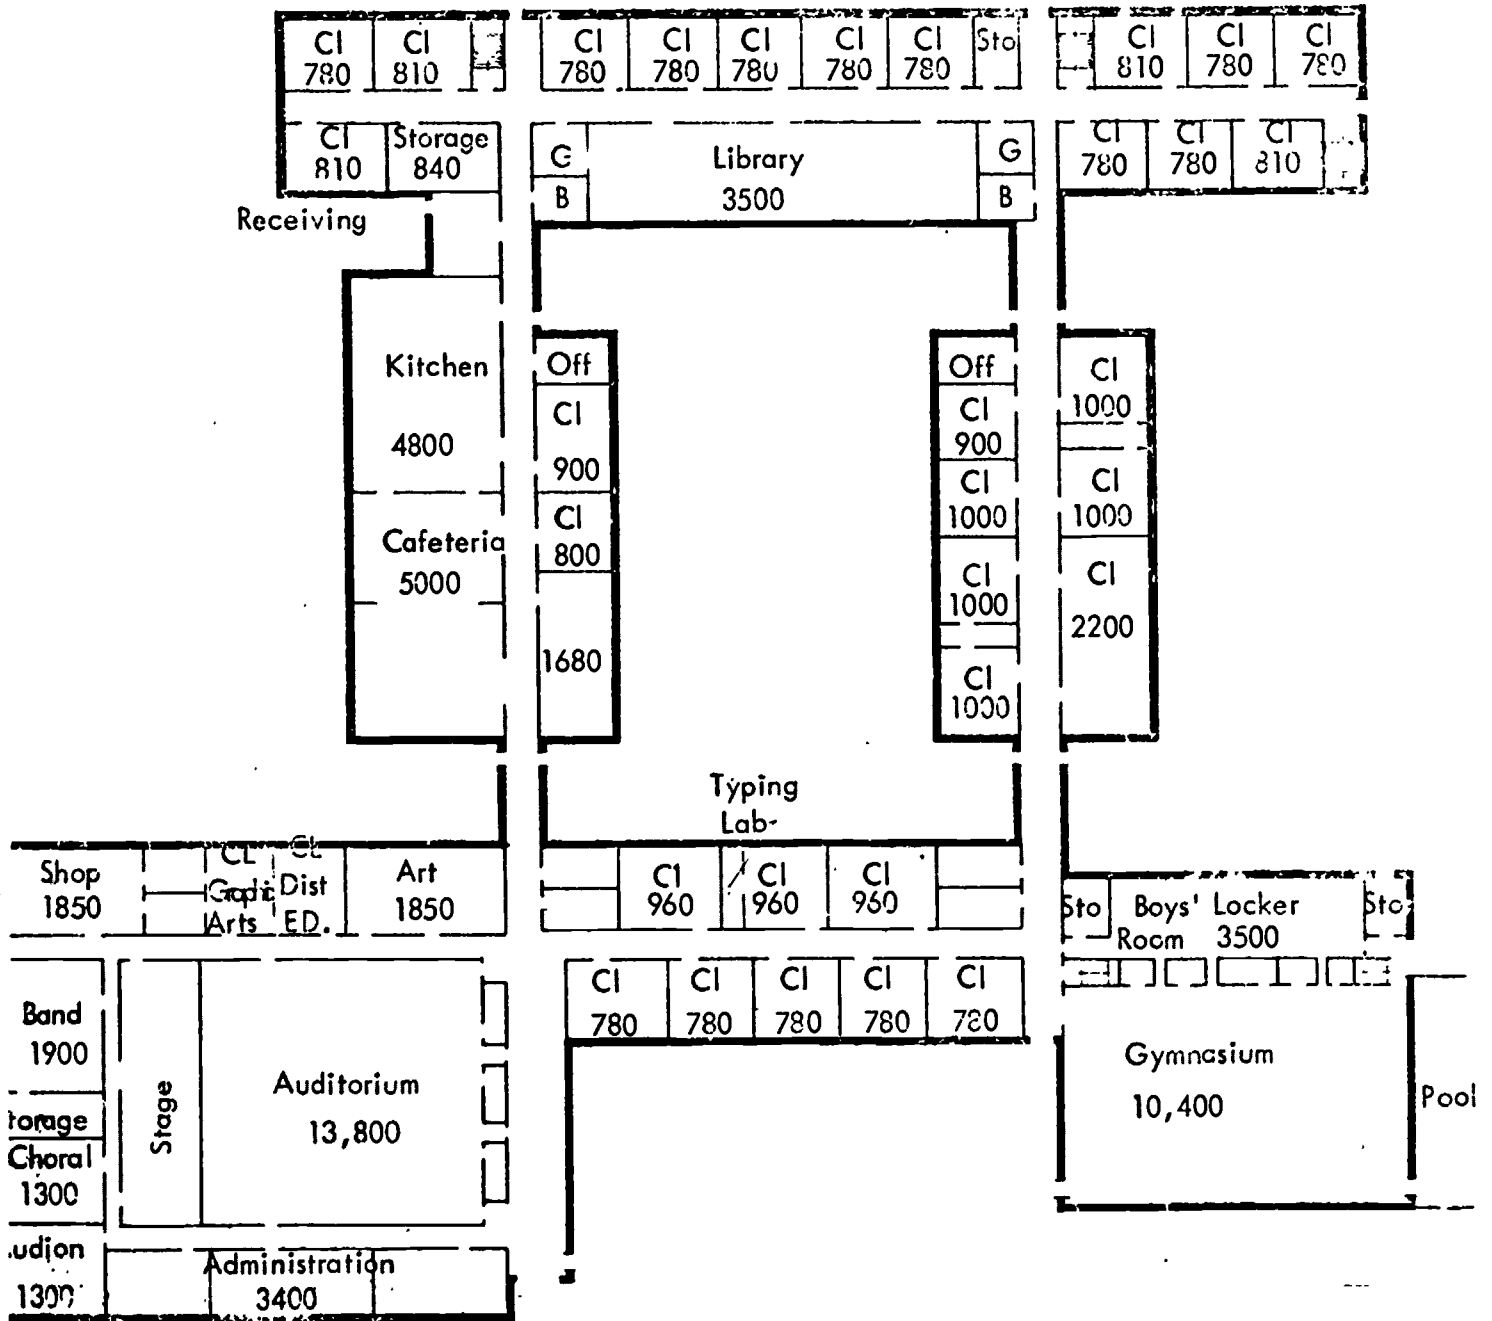 Cl Cl Cl Cl Cl Cl Cl Sto Cl Cl Cl
780 810 780 780 780 780 780 810 780 780
Cl Storage G Library G Cl Cl Cl
810 840 B 3500 B 780 780 810
Receiving
Kitchen Off Off Cl
4800 Cl Cl 1000
900 900
Cafeteria Cl Cl Cl
5000 800 1000 1000
Cl Cl
1000 2200
1680
Cl
1000
Typing
Lab-
Shop CL CL Art Cl Cl Cl Sto Boys' Locker Sto
1850 Graphic Dist 1850 960 960 960 Room 3500
Arts ED.
Cl Cl Cl Cl Cl
780 780 780 780 780
Band
1900
Stage Auditorium Gymnasium
13,800 10,400 Pool
torage
Choral
1300
udion Administration
1300 3400